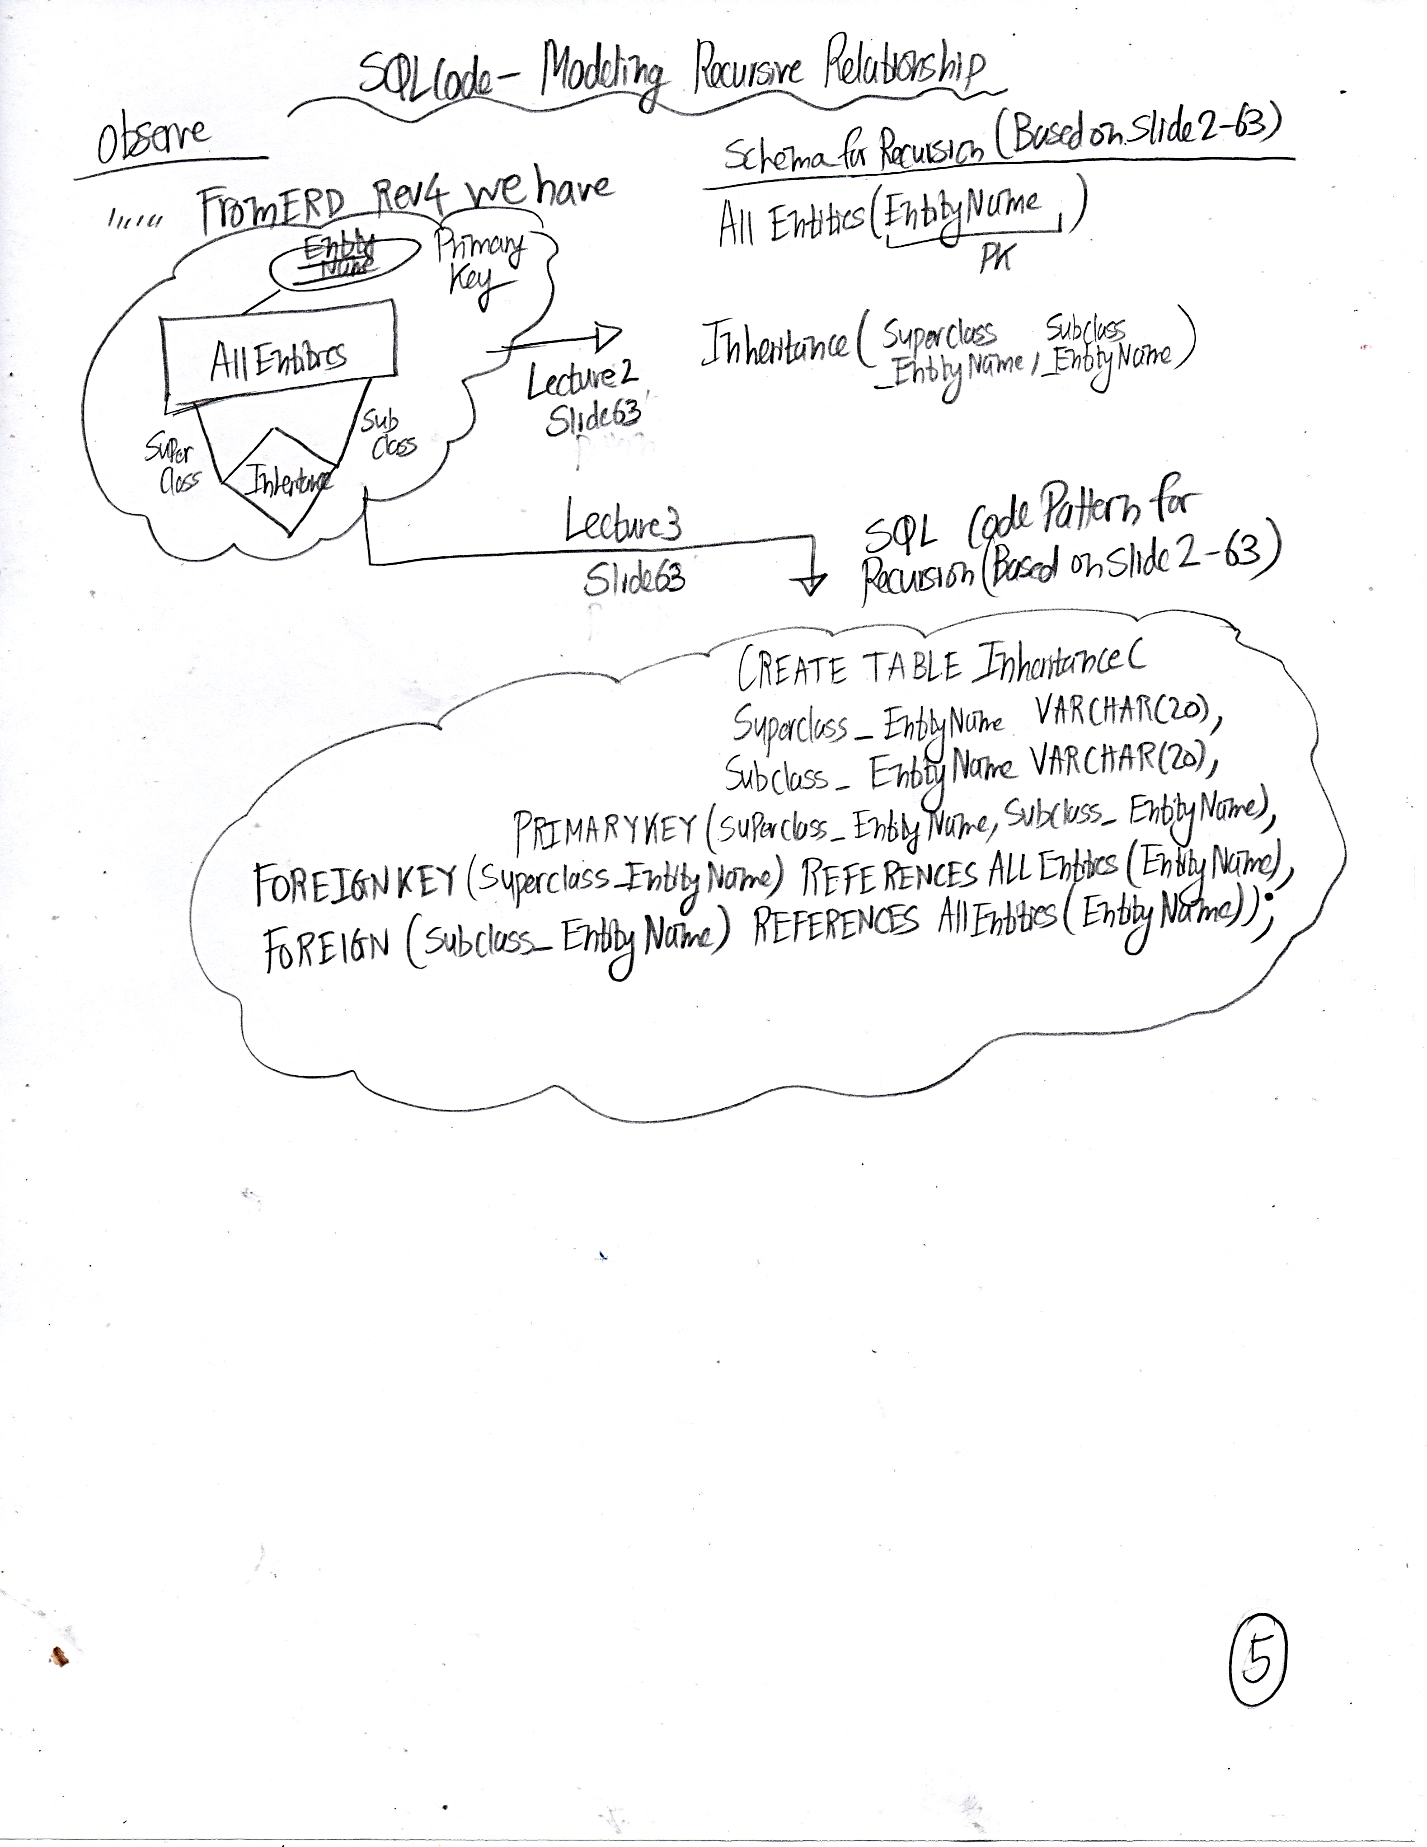 SQL Code - Modeling Recursive Relationship
Observe
Schema for Recursion (Based on Slide 2-63)
From ERD Rev4 we have
All Entities (EntityName)
PK
Entity
Name
Primary
Key
All Entities
Super
Class
Sub
Class
Inheritance
Lecture 2
Slide 63
Inheritance (Superclass_EntityName, Subclass_EntityName)
Lecture 3
Slide 63
SQL Code Pattern for
Recursion (Based on Slide 2-63)
CREATE TABLE Inheritance(
Superclass_EntityName VARCHAR(20),
Subclass_EntityName VARCHAR(20),
PRIMARY KEY (Superclass_EntityName, Subclass_EntityName),
FOREIGN KEY (Superclass_EntityName) REFERENCES ALL Entities (EntityName),
FOREIGN (Subclass_EntityName) REFERENCES All Entities (EntityName));
5